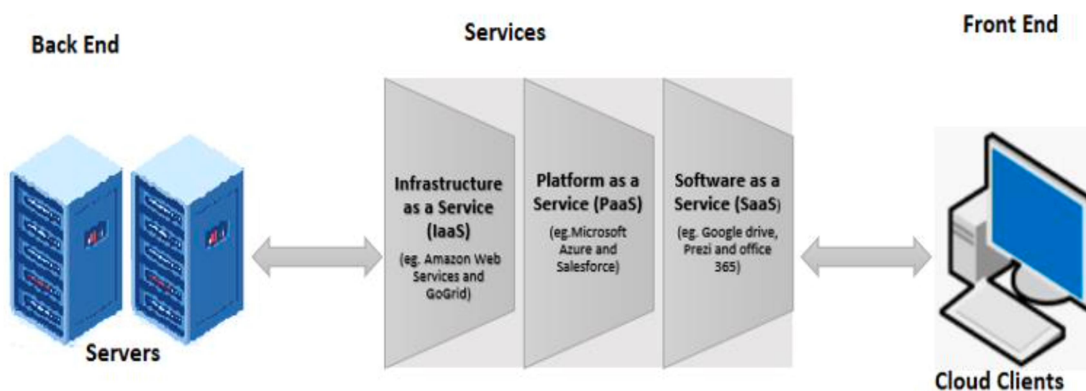 Back End
Services
Front End
Infrastructure
as a Service
(IaaS)
(eg. Amazon Web
Services and
GoGrid)
Platform as a
Service (PaaS)
(eg.Microsoft
Azure and
Salesforce)
Software as a
Service (SaaS)
(eg. Google drive,
Prezi and office
365)
Servers
Cloud Clients